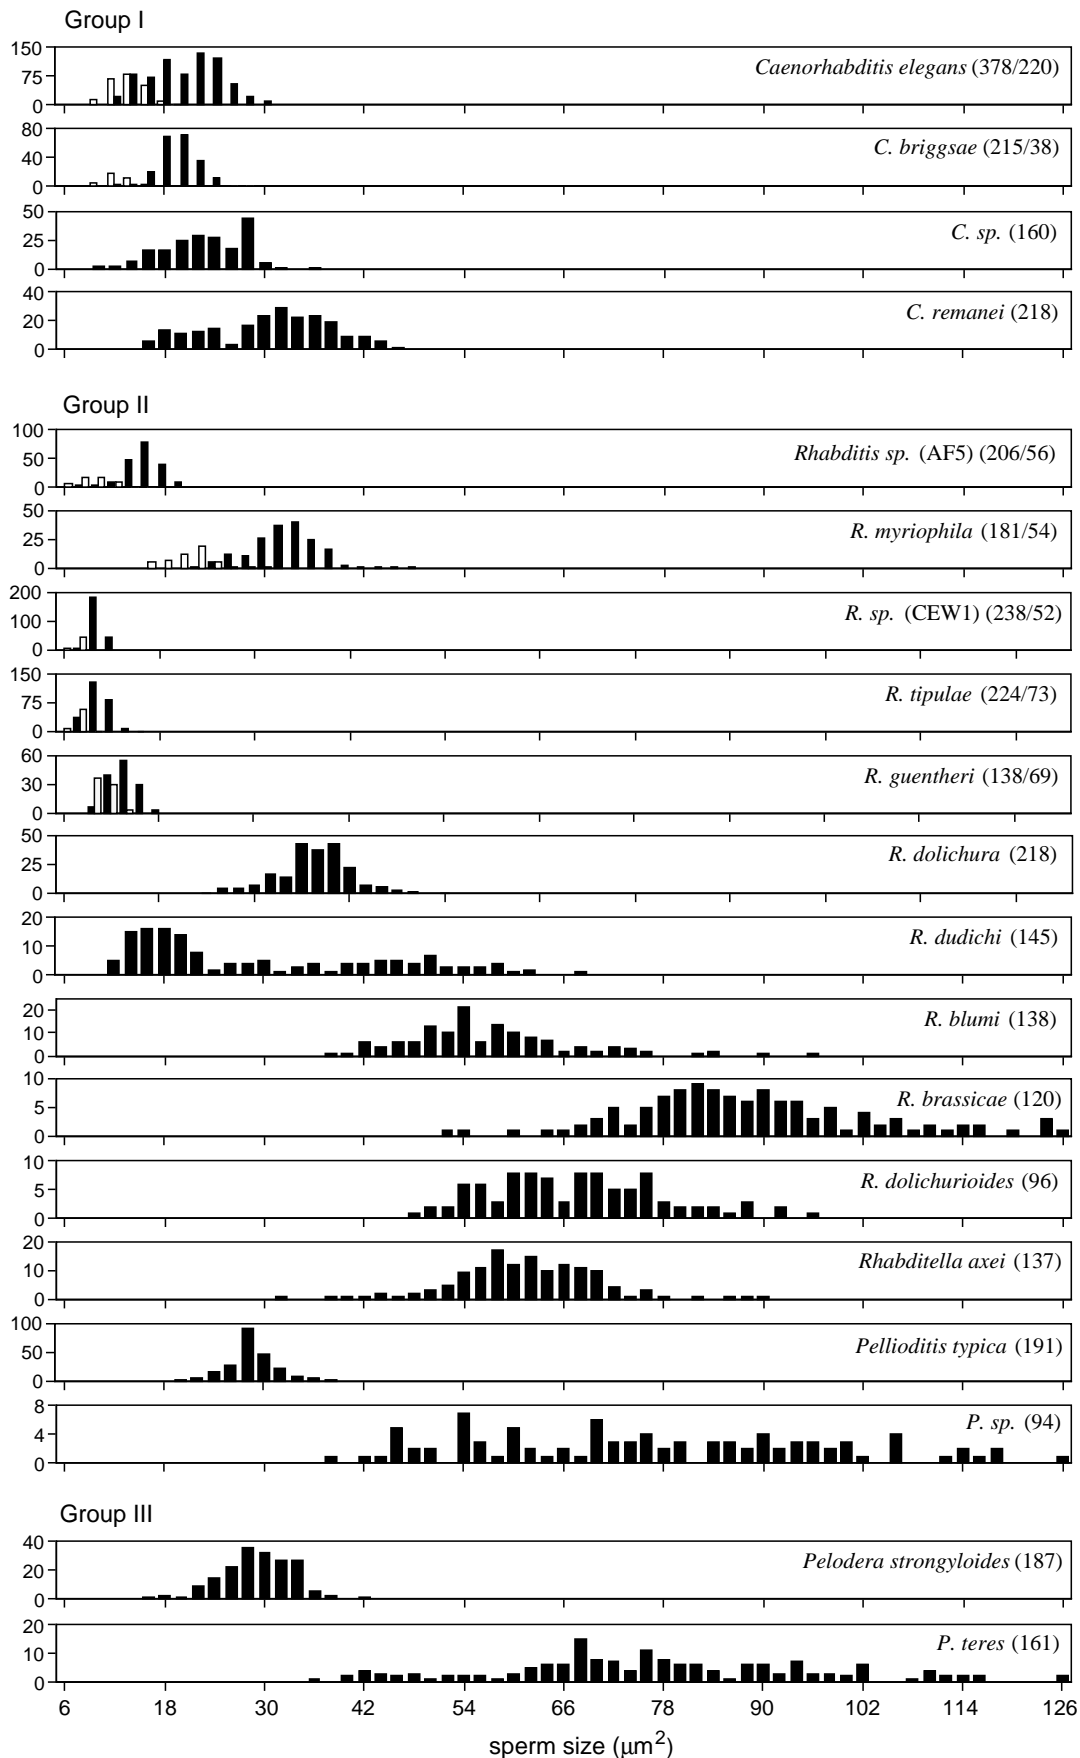 Group I
150
75
0
Caenorhabditis elegans (378/220)
80
40
0
C. briggsae (215/38)
50
25
0
C. sp. (160)
40
20
0
C. remanei (218)
Group II
100
50
0
Rhabditis sp. (AF5) (206/56)
50
25
0
R. myriophila (181/54)
200
100
0
R. sp. (CEW1) (238/52)
150
75
0
R. tipulae (224/73)
60
30
0
R. guentheri (138/69)
50
25
0
R. dolichura (218)
20
10
0
R. dudichi (145)
20
10
0
R. blumi (138)
10
5
0
R. brassicae (120)
10
5
0
R. dolichurioides (96)
20
10
0
Rhabditella axei (137)
100
50
0
Pellioditis typica (191)
8
4
0
P. sp. (94)
Group III
40
20
0
Pelodera strongyloides (187)
20
10
0
P. teres (161)
6 18 30 42 54 66 78 90 102 114 126
sperm size (μm²)